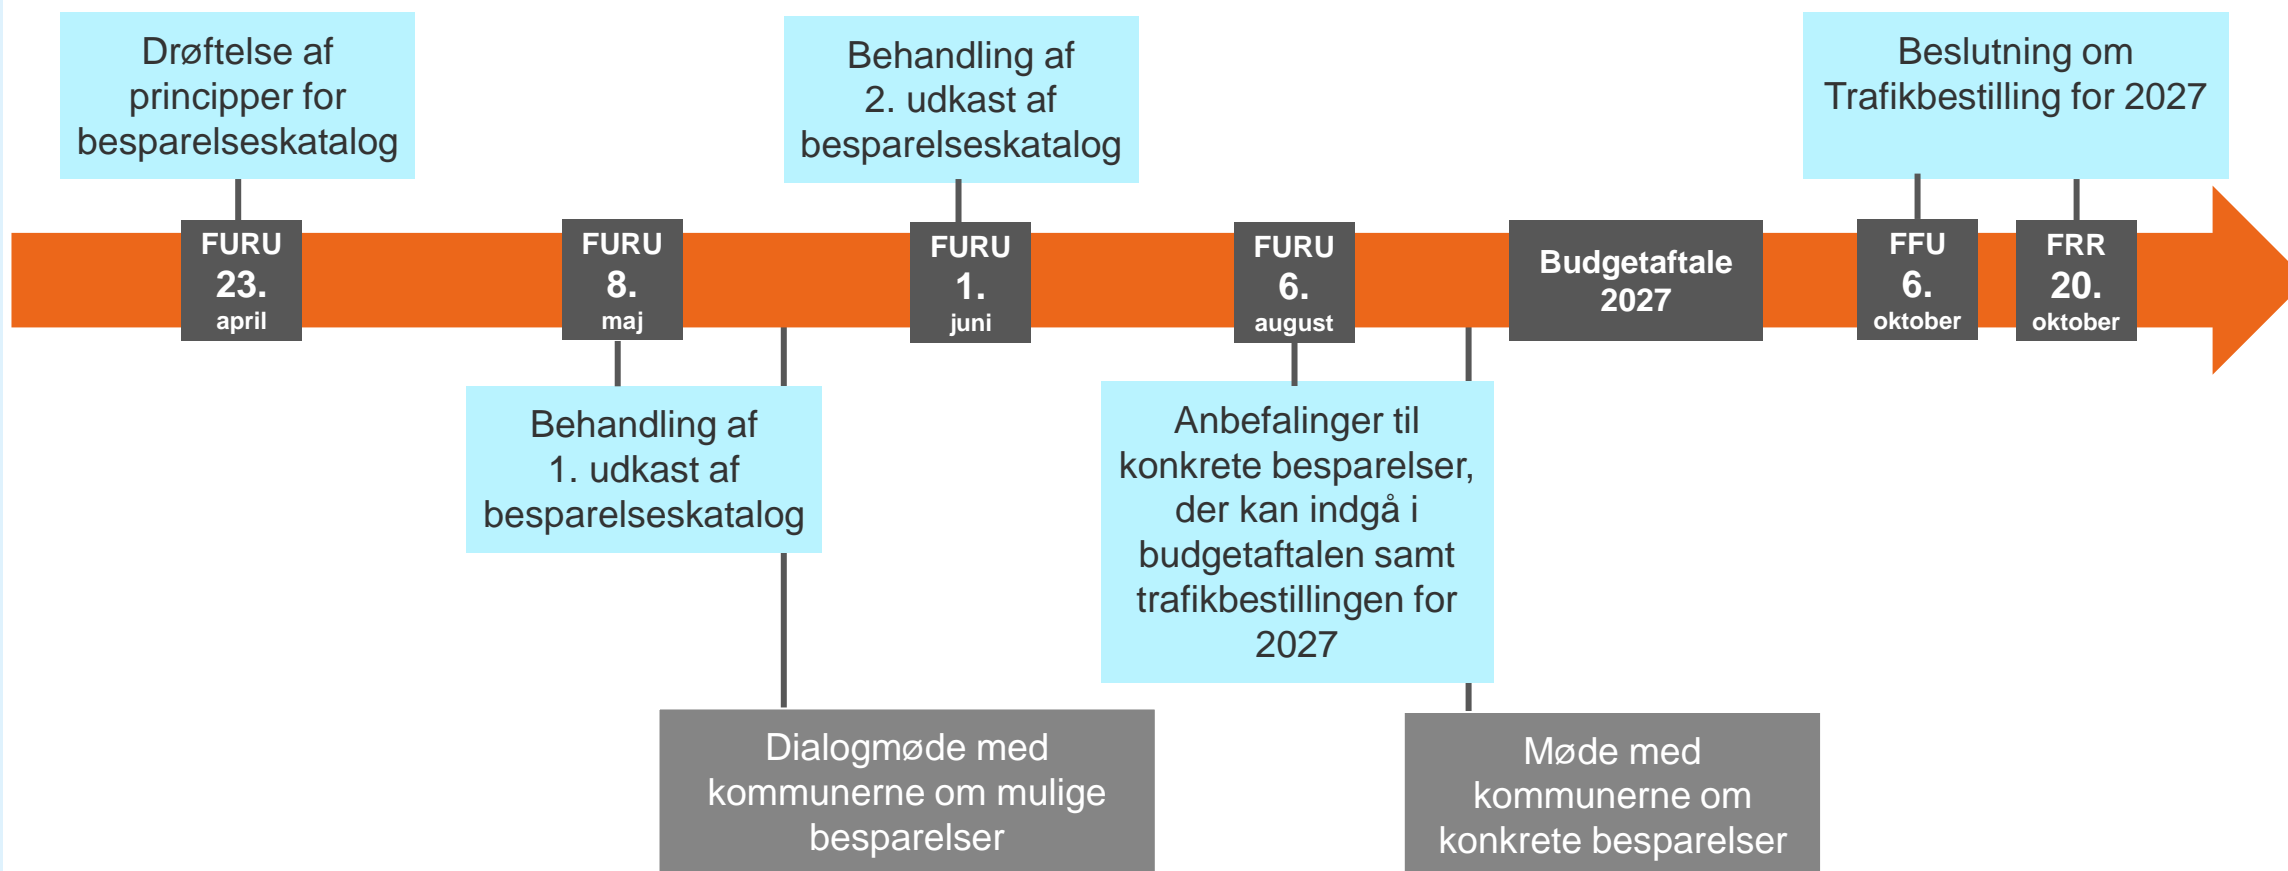 Drøftelse af
principper for
besparelseskatalog
Behandling af
2. udkast af
besparelseskatalog
Beslutning om
Trafikbestilling for 2027
FURU
23.
april
FURU
8.
maj
FURU
1.
juni
FURU
6.
august
Budgetaftale
2027
FFU
6.
oktober
FRR
20.
oktober
Behandling af
1. udkast af
besparelseskatalog
Anbefalinger til
konkrete besparelser,
der kan indgå i
budgetaftalen samt
trafikbestillingen for
2027
Dialogmøde med
kommunerne om mulige
besparelser
Møde med
kommunerne om
konkrete besparelser